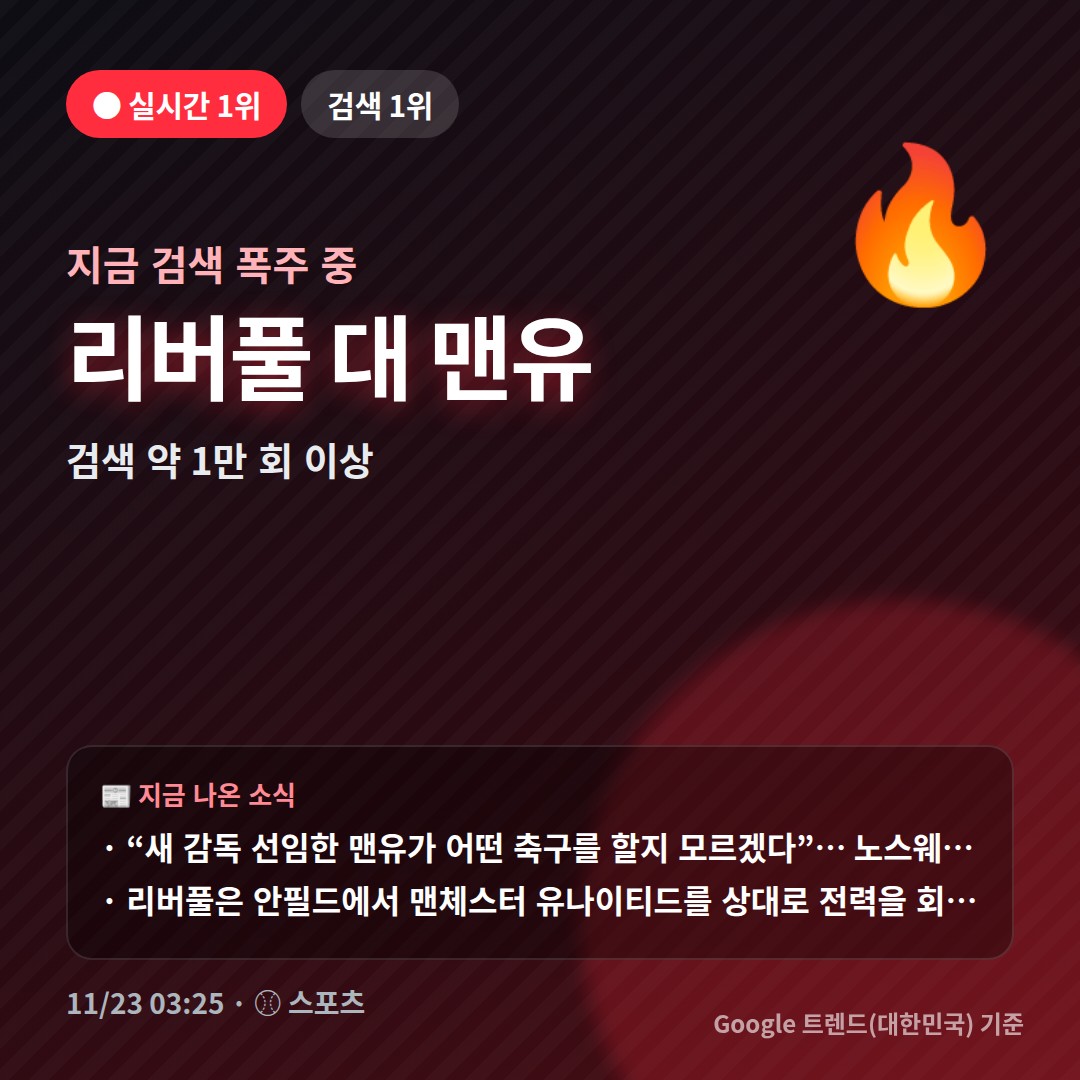 실시간 1위
검색 1위
지금 검색 폭주 중
리버풀 대 맨유
검색 약 1만 회 이상
지금 나온 소식
· “새 감독 선임한 맨유가 어떤 축구를 할지 모르겠다”… 노스웨…
· 리버풀은 안필드에서 맨체스터 유나이티드를 상대로 전력을 회…
11/23 03:25 · 스포츠
Google 트렌드(대한민국) 기준